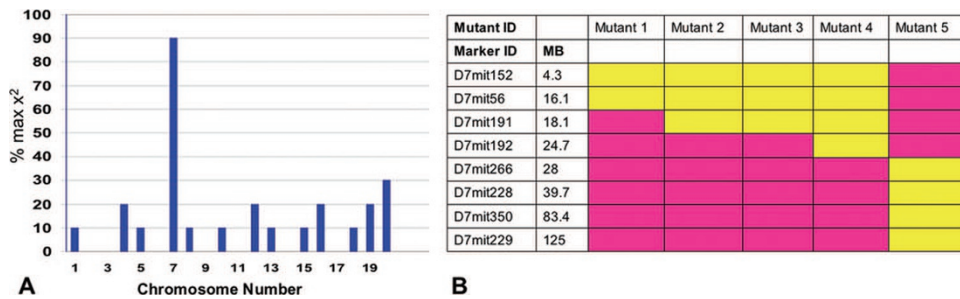 100
90
80
70
60
50
40
30
20
10
0
% max x²
1 3 5 7 9 11 13 15 17 19
Chromosome Number
A
Mutant ID Mutant 1 Mutant 2 Mutant 3 Mutant 4 Mutant 5
Marker ID MB
D7mit152 4.3
D7mit56 16.1
D7mit191 18.1
D7mit192 24.7
D7mit266 28
D7mit228 39.7
D7mit350 83.4
D7mit229 125
B